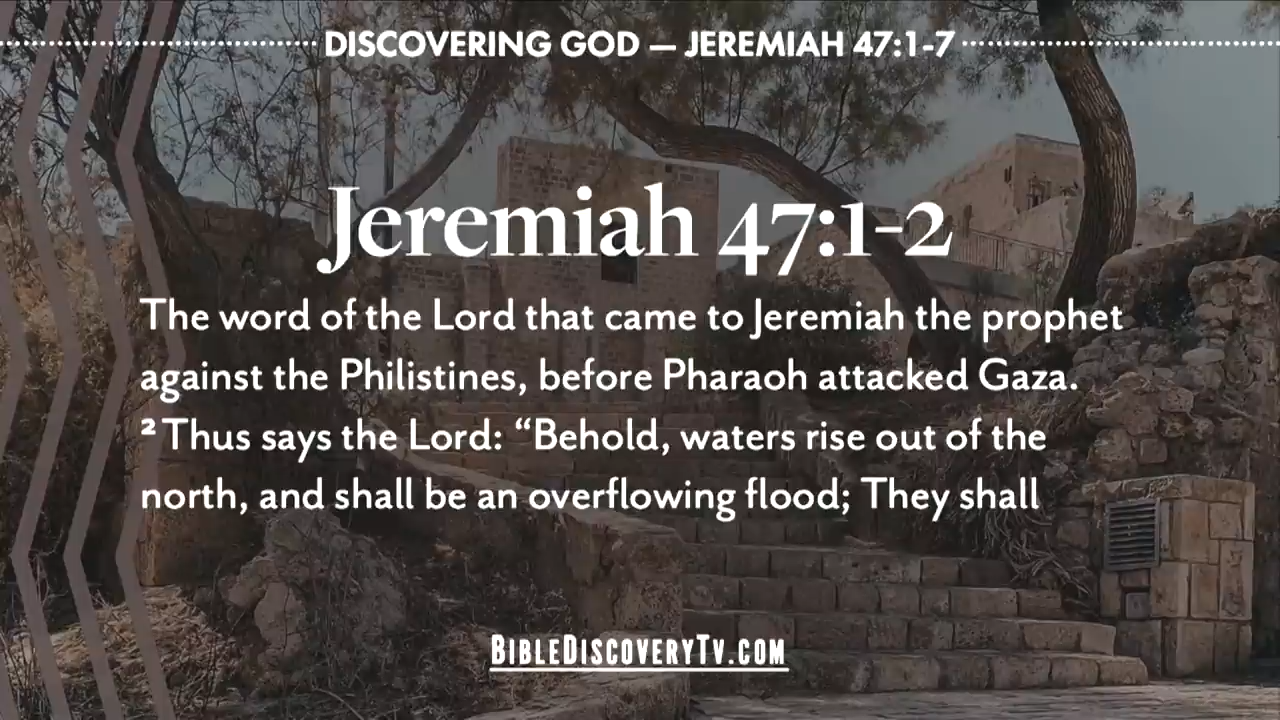 DISCOVERING GOD — JEREMIAH 47:1-7
Jeremiah 47:1-2
The word of the Lord that came to Jeremiah the prophet
against the Philistines, before Pharaoh attacked Gaza.
² Thus says the Lord: “Behold, waters rise out of the
north, and shall be an overflowing flood; They shall
BIBLEDISCOVERYTV.COM